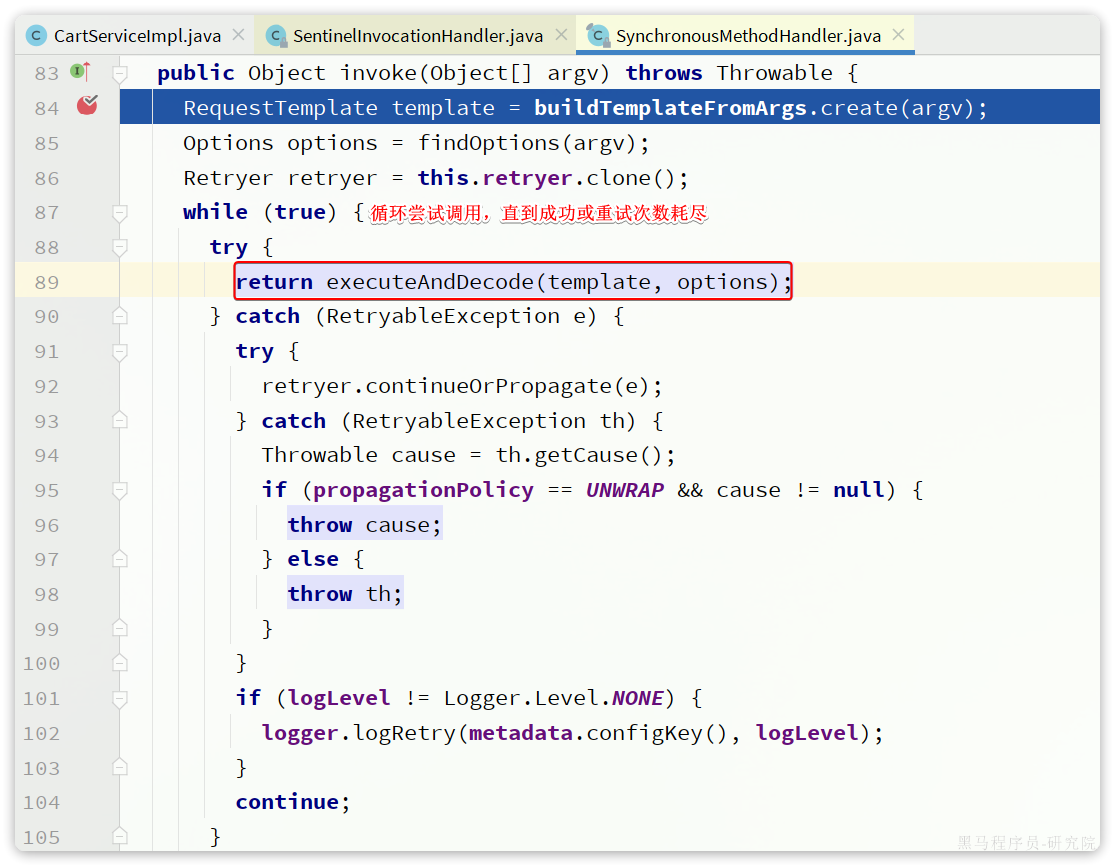 CartServiceImpl.java SentinelInvocationHandler.java SynchronousMethodHandler.java
83 public Object invoke(Object[] argv) throws Throwable {
84 RequestTemplate template = buildTemplateFromArgs.create(argv);
85 Options options = findOptions(argv);
86 Retryer retryer = this.retryer.clone();
87 while (true) { 循环尝试调用，直到成功或重试次数耗尽
88 try {
89 return executeAndDecode(template, options);
90 } catch (RetryableException e) {
91 try {
92 retryer.continueOrPropagate(e);
93 } catch (RetryableException th) {
94 Throwable cause = th.getCause();
95 if (propagationPolicy == UNWRAP && cause != null) {
96 throw cause;
97 } else {
98 throw th;
99 }
100 }
101 if (logLevel != Logger.Level.NONE) {
102 logger.logRetry(metadata.configKey(), logLevel);
103 }
104 continue;
105 }
黑马程序员-研究院